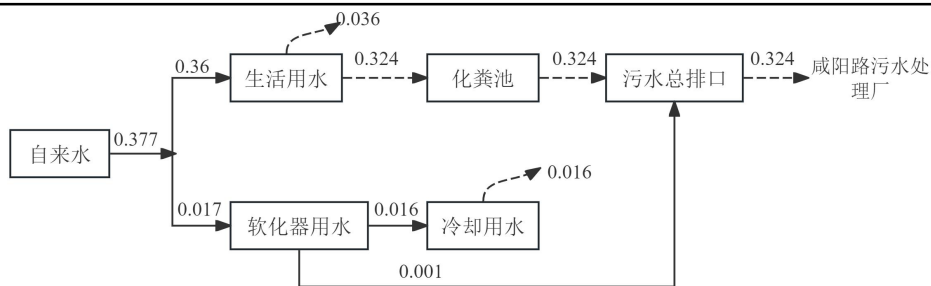 0.036
0.36
生活用水
0.324
化粪池
0.324
污水总排口
0.324
咸阳路污水处
理厂
自来水
0.377
0.017
软化器用水
0.016
冷却用水
0.016
0.001